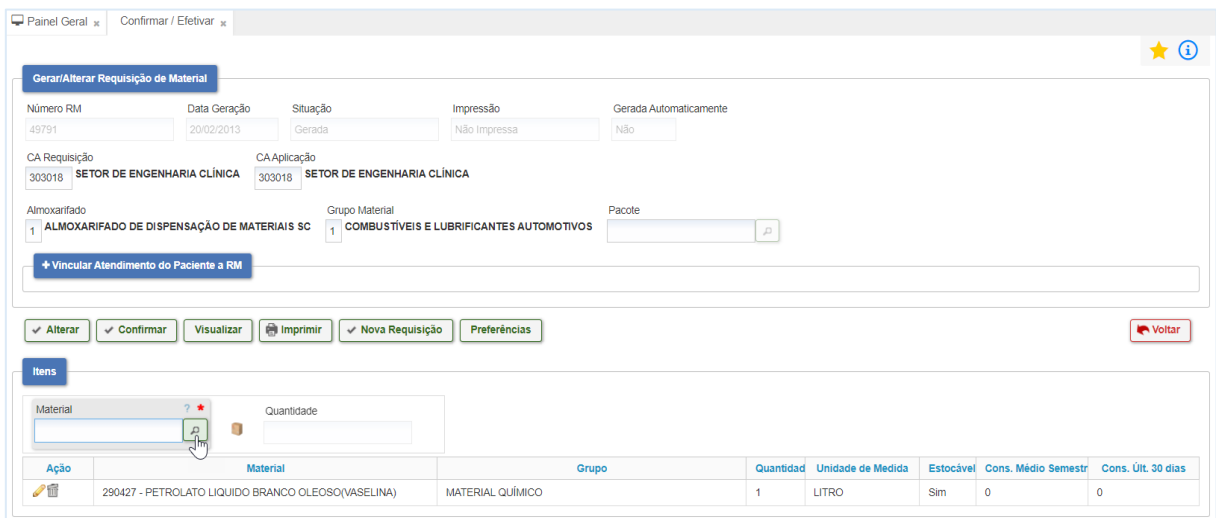 Painel Geral x Confirmar / Efetivar x
Gerar/Alterar Requisição de Material
Número RM Data Geração Situação Impressão Gerada Automaticamente
49791 20/02/2013 Gerada Não Impressa Não
CA Requisição CA Aplicação
303018 SETOR DE ENGENHARIA CLÍNICA 303018 SETOR DE ENGENHARIA CLÍNICA
Almoxarifado Grupo Material Pacote
1 ALMOXARIFADO DE DISPENSAÇÃO DE MATERIAIS SC 1 COMBUSTÍVEIS E LUBRIFICANTES AUTOMOTIVOS
+ Vincular Atendimento do Paciente a RM
Alterar Confirmar Visualizar Imprimir Nova Requisição Preferências Voltar
Itens
Material ? * Quantidade
Ação Material Grupo Quantidad Unidade de Medida Estocável Cons. Médio Semestr Cons. Últ. 30 dias
290427 - PETROLATO LIQUIDO BRANCO OLEOSO(VASELINA) MATERIAL QUÍMICO 1 LITRO Sim 0 0